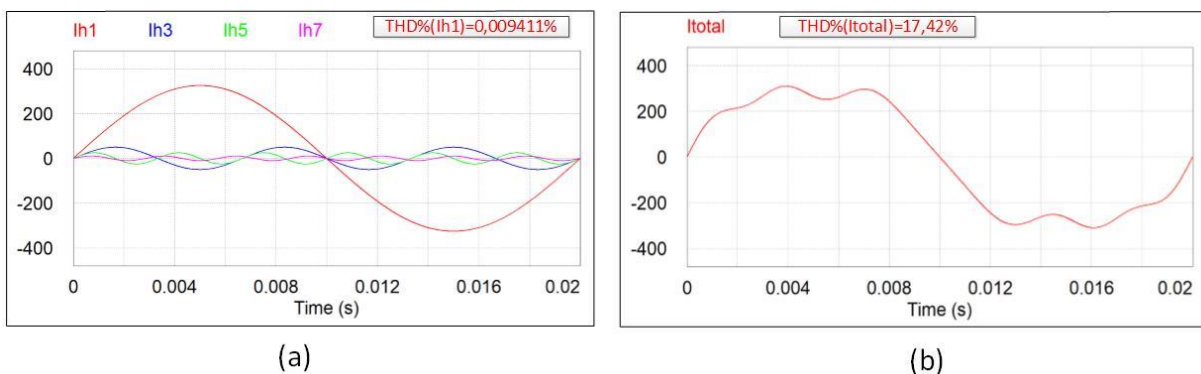 Ih1 Ih3 Ih5 Ih7 THD%(Ih1)=0,009411%
400
200
0
-200
-400
0 0.004 0.008 0.012 0.016 0.02
Time (s)
(a)
Itotal THD%(Itotal)=17,42%
400
200
0
-200
-400
0 0.004 0.008 0.012 0.016 0.02
Time (s)
(b)